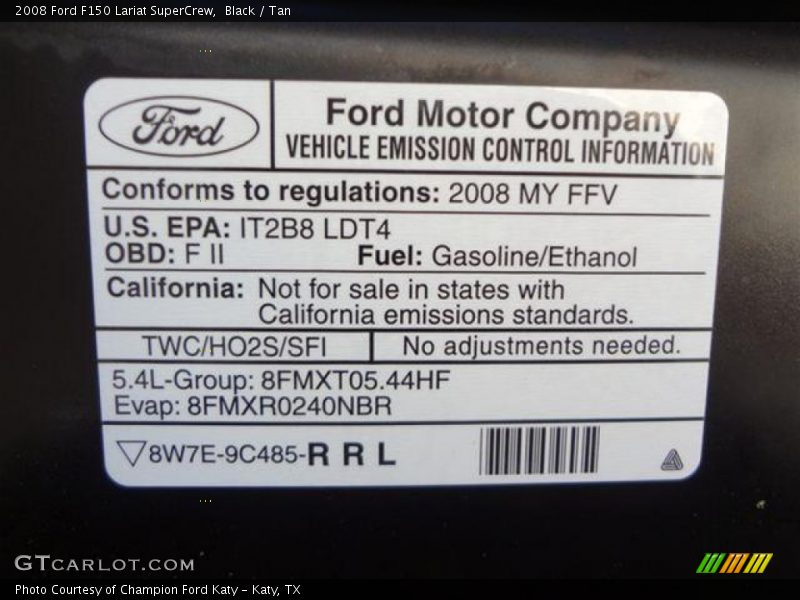 2008 Ford F150 Lariat SuperCrew,  Black / Tan
Ford
Ford Motor Company
VEHICLE EMISSION CONTROL INFORMATION
Conforms to regulations: 2008 MY FFV
U.S. EPA: IT2B8 LDT4
OBD: F II Fuel: Gasoline/Ethanol
California: Not for sale in states with
California emissions standards.
TWC/HO2S/SFI No adjustments needed.
5.4L-Group: 8FMXT05.44HF
Evap: 8FMXR0240NBR
8W7E-9C485-R R L
GTCARLOT.COM
Photo Courtesy of Champion Ford Katy - Katy, TX